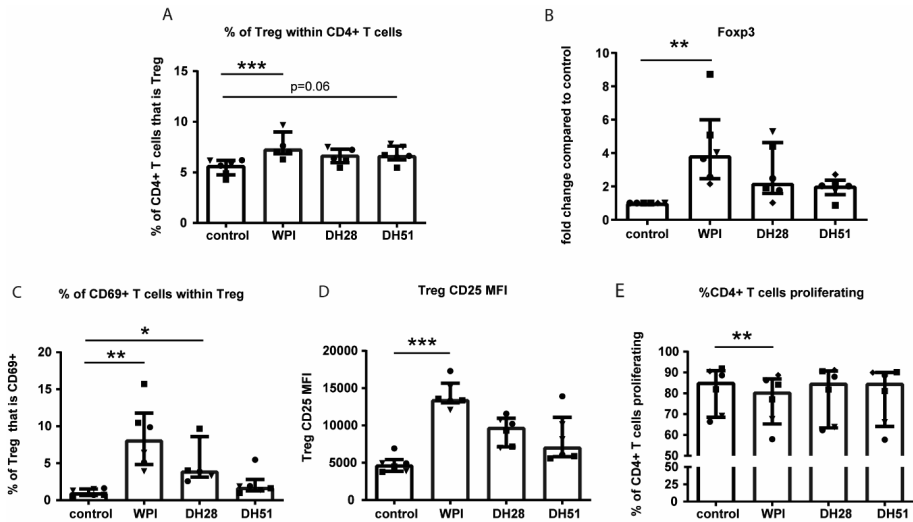 A
% of Treg within CD4+ T cells
% of CD4+ T cells that is Treg
15
10
5
0
***
p=0.06
control WPI DH28 DH51
B
Foxp3
fold change compared to control
10
8
6
4
2
0
**
control WPI DH28 DH51
C
% of CD69+ T cells within Treg
% of Treg that is CD69+
20
15
10
5
0
*
**
control WPI DH28 DH51
D
Treg CD25 MFI
Treg CD25 MFI
20000
15000
10000
5000
0
***
control WPI DH28 DH51
E
%CD4+ T cells proliferating
% of CD4+ T cells proliferating
100
90
80
70
60
50
50
25
0
**
control WPI DH28 DH51